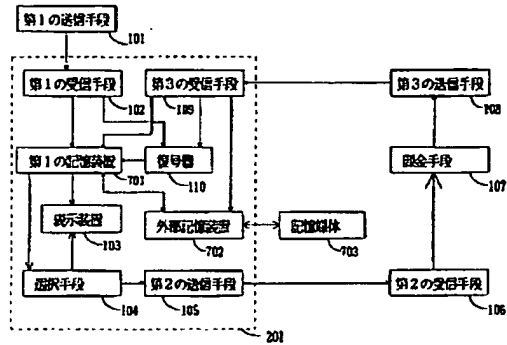 第1の送信手段
101
第1の受信手段
102
第3の受信手段
109
第3の送信手段
108
第1の記憶装置
701
復号器
110
課金手段
107
表示装置
103
外部記憶装置
702
記憶媒体
703
選択手段
104
第2の送信手段
105
第2の受信手段
106
201